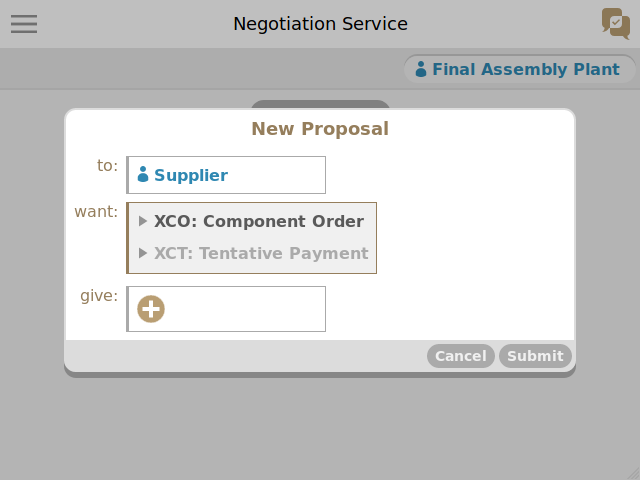 Negotiation Service
Final Assembly Plant
New Proposal
to:
Supplier
want:
XCO: Component Order
XCT: Tentative Payment
give:
Cancel
Submit